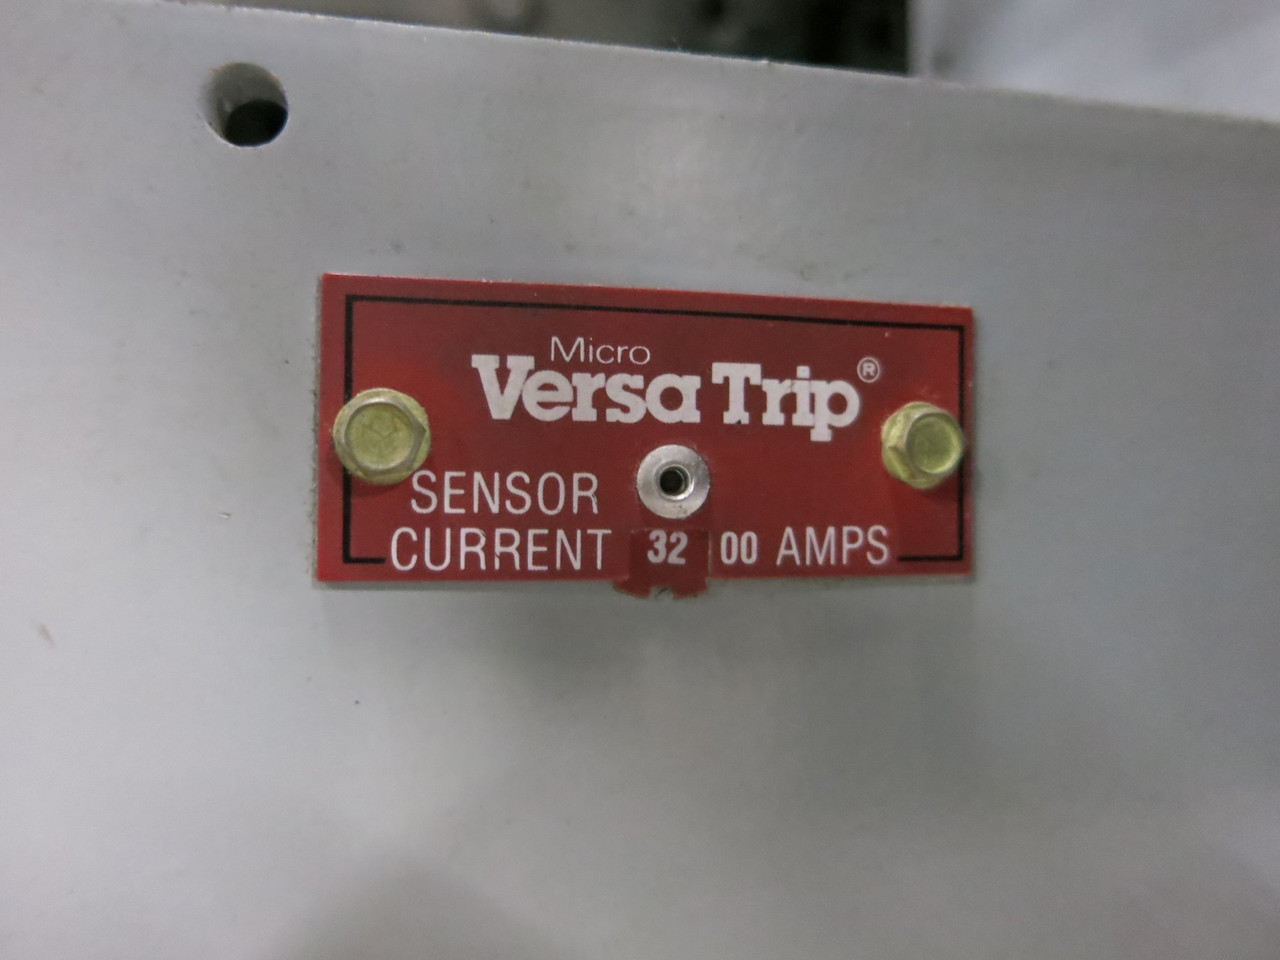 Micro
Versa Trip®
SENSOR
CURRENT 32 00 AMPS